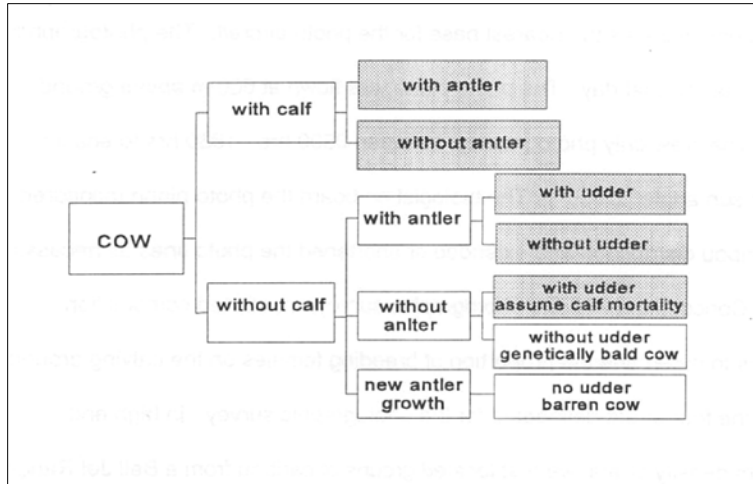 with antler
with calf
without antler
with udder
with antler
without udder
COW
with udder
assume calf mortality
without calf
without
anlter
without udder
genetically bald cow
new antler
growth
no udder
barren cow